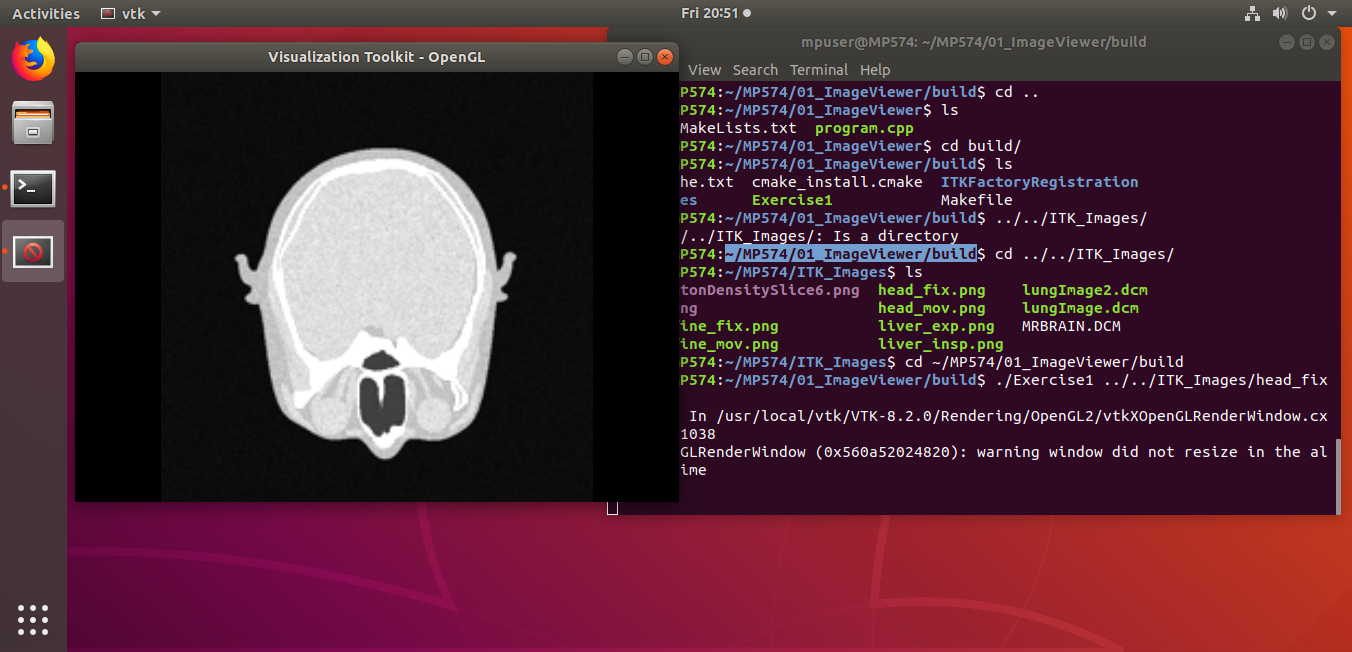 Activities vtk Fri 20:51
Visualization Toolkit - OpenGL
mpuser@MP574: ~/MP574/01_ImageViewer/build
View Search Terminal Help
P574:~/MP574/01_ImageViewer/build$ cd ..
P574:~/MP574/01_ImageViewer$ ls
MakeLists.txt program.cpp
P574:~/MP574/01_ImageViewer$ cd build/
P574:~/MP574/01_ImageViewer/build$ ls
he.txt cmake_install.cmake ITKFactoryRegistration
es Exercise1 Makefile
P574:~/MP574/01_ImageViewer/build$ ../../ITK_Images/
/../ITK_Images/: Is a directory
P574:~/MP574/01_ImageViewer/build$ cd ../../ITK_Images/
P574:~/MP574/ITK_Images$ ls
tonDensitySlice6.png head_fix.png lungImage2.dcm
ng head_mov.png lungImage.dcm
ine_fix.png liver_exp.png MRBRAIN.DCM
ine_mov.png liver_insp.png
P574:~/MP574/ITK_Images$ cd ~/MP574/01_ImageViewer/build
P574:~/MP574/01_ImageViewer/build$ ./Exercise1 ../../ITK_Images/head_fix
In /usr/local/vtk/VTK-8.2.0/Rendering/OpenGL2/vtkXOpenGLRenderWindow.cx
1038
GLRenderWindow (0x560a52024820): warning window did not resize in the al
ime